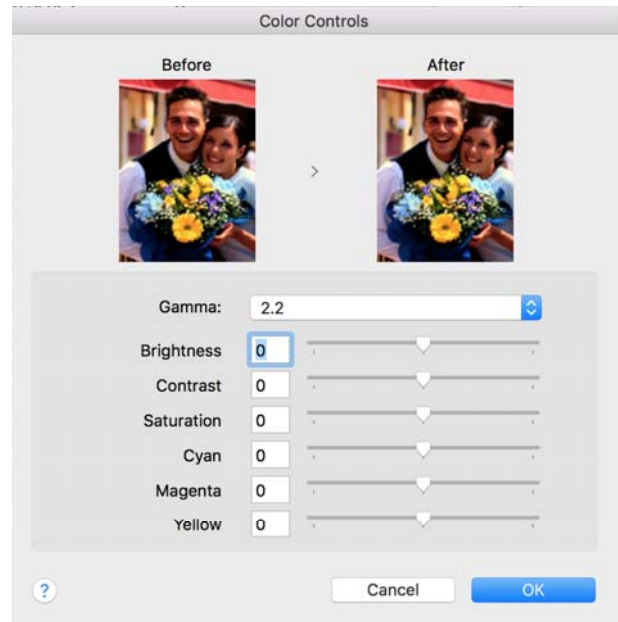 Color Controls
Before After
>
Gamma: 2.2
Brightness 0
Contrast 0
Saturation 0
Cyan 0
Magenta 0
Yellow 0
? Cancel OK